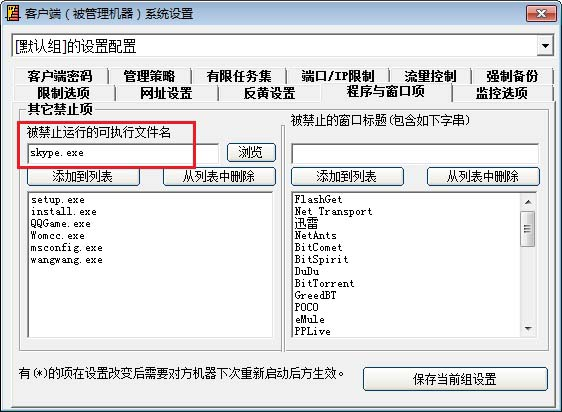 客户端（被管理机器）系统设置
[默认组]的设置配置
客户端密码 管理策略 有限任务集 端口/IP限制 流量控制 强制备份
限制选项 网址设置 反黄设置 程序与窗口项 监控选项
其它禁止项
被禁止运行的可执行文件名
skype.exe
浏览
添加到列表
从列表中删除
setup.exe
install.exe
QQGame.exe
Womcc.exe
msconfig.exe
wangwang.exe
被禁止的窗口标题(包含如下字串)
添加到列表
从列表中删除
FlashGet
Net Transport
迅雷
NetAnts
BitComet
BitSpirit
DuDu
BitTorrent
GreedBT
POCO
eMule
PPLive
有(*)的项在设置改变后需要对方机器下次重新启动后方生效。
保存当前组设置